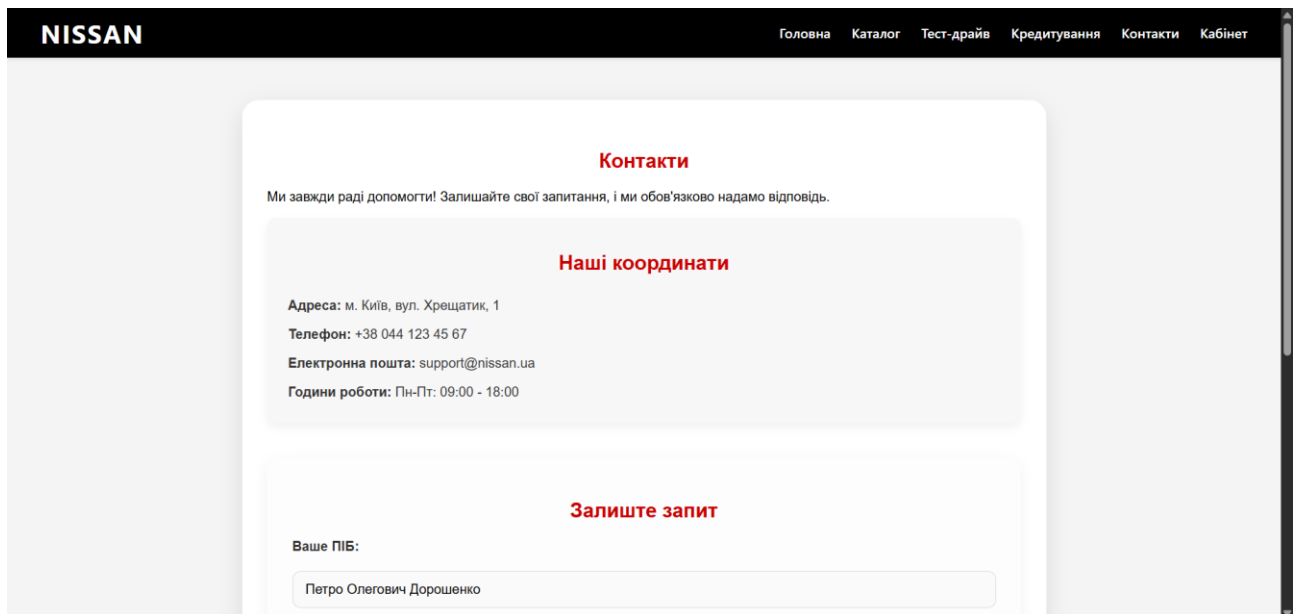 NISSAN
Головна Каталог Тест-драйв Кредитування Контакти Кабінет
Контакти
Ми завжди раді допомогти! Залишайте свої запитання, і ми обов'язково надамо відповідь.
Наші координати
Адреса: м. Київ, вул. Хрещатик, 1
Телефон: +38 044 123 45 67
Електронна пошта: support@nissan.ua
Години роботи: Пн-Пт: 09:00 - 18:00
Залиште запит
Ваше ПІБ:
Петро Олегович Дорошенко